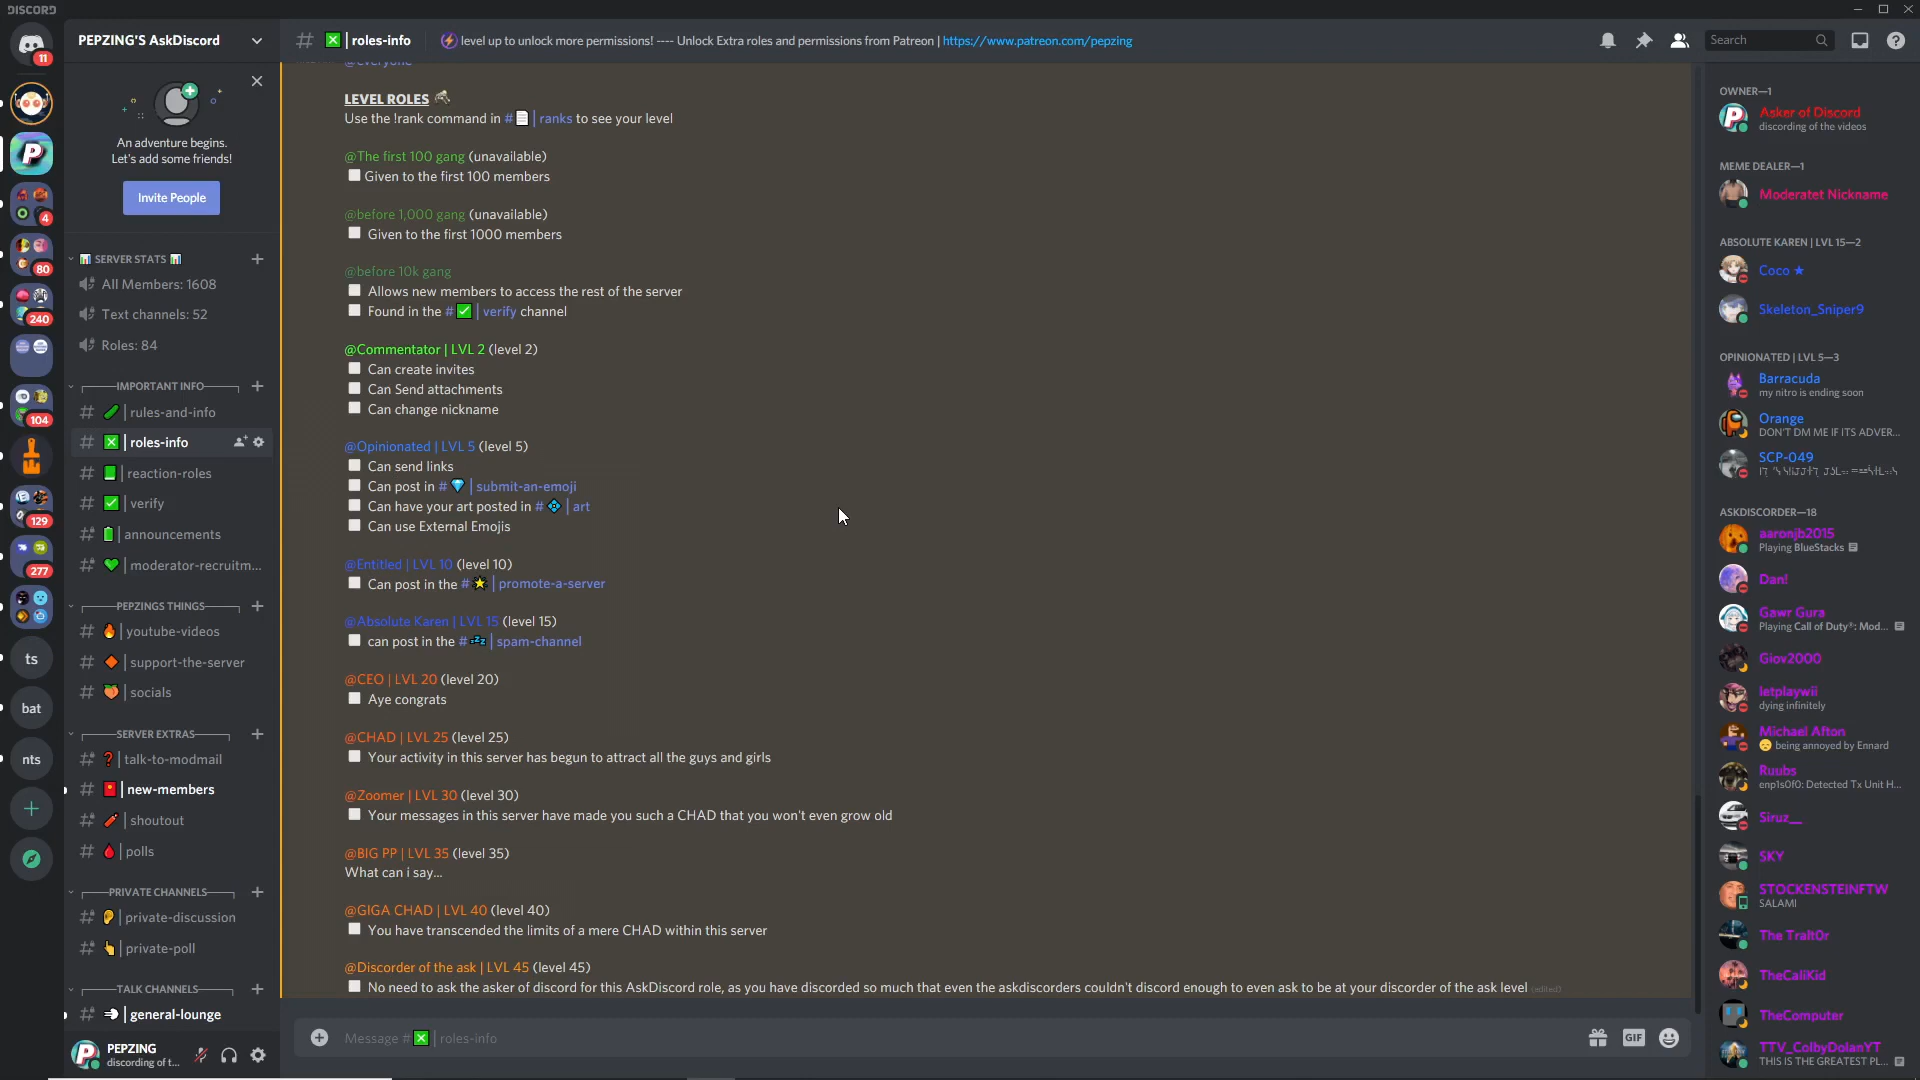 DISCORD
PEPZING'S AskDiscord
roles-info
level up to unlock more permissions! ---- Unlock Extra roles and permissions from Patreon | https://www.patreon.com/pepzing
Search
An adventure begins.
Let's add some friends!
Invite People
SERVER STATS
All Members: 1608
Text channels: 52
Roles: 84
IMPORTANT INFO
rules-and-info
roles-info
reaction-roles
verify
announcements
moderator-recruitm...
PEPZINGS THINGS
youtube-videos
support-the-server
socials
SERVER EXTRAS
talk-to-modmail
new-members
shoutout
polls
PRIVATE CHANNELS
private-discussion
private-poll
TALK CHANNELS
general-lounge
PEPZING
discording of t...
11
4
80
240
104
129
277
ts
bat
nts
@everyone
LEVEL ROLES
Use the !rank command in # | ranks to see your level
@The first 100 gang (unavailable)
Given to the first 100 members
@before 1,000 gang (unavailable)
Given to the first 1000 members
@before 10k gang
Allows new members to access the rest of the server
Found in the # | verify channel
@Commentator | LVL 2 (level 2)
Can create invites
Can Send attachments
Can change nickname
@Opinionated | LVL 5 (level 5)
Can send links
Can post in # | submit-an-emoji
Can have your art posted in # | art
Can use External Emojis
@Entitled | LVL 10 (level 10)
Can post in the # | promote-a-server
@Absolute Karen | LVL 15 (level 15)
can post in the # | spam-channel
@CEO | LVL 20 (level 20)
Aye congrats
@CHAD | LVL 25 (level 25)
Your activity in this server has begun to attract all the guys and girls
@Zoomer | LVL 30 (level 30)
Your messages in this server have made you such a CHAD that you won't even grow old
@BIG PP | LVL 35 (level 35)
What can i say...
@GIGA CHAD | LVL 40 (level 40)
You have transcended the limits of a mere CHAD within this server
@Discorder of the ask | LVL 45 (level 45)
No need to ask the asker of discord for this AskDiscord role, as you have discorded so much that even the askdiscorders couldn't discord enough to even ask to be at your discorder of the ask level (edited)
Message # | roles-info
GIF
OWNER—1
Asker of Discord
discording of the videos
MEME DEALER—1
Moderatet Nickname
ABSOLUTE KAREN | LVL 15—2
Coco ★
Skeleton_Sniper9
OPINIONATED | LVL 5—3
Barracuda
my nitro is ending soon
Orange
DON'T DM ME IF ITS ADVER...
SCP-049
ASKDISCORDER—18
aaronjb2015
Playing BlueStacks
Dan!
Gawr Gura
Playing Call of Duty®: Mod...
Giov2000
letplaywii
dying infinitely
Michael Afton
being annoyed by Ennard
Ruubs
enp1s0f0: Detected Tx Unit H...
Siruz__
SKY
STOCKENSTEINFTW
SALAMI
The Trait0r
TheCaliKid
TheComputer
TTV_ColbyDolanYT
THIS IS THE GREATEST PL...